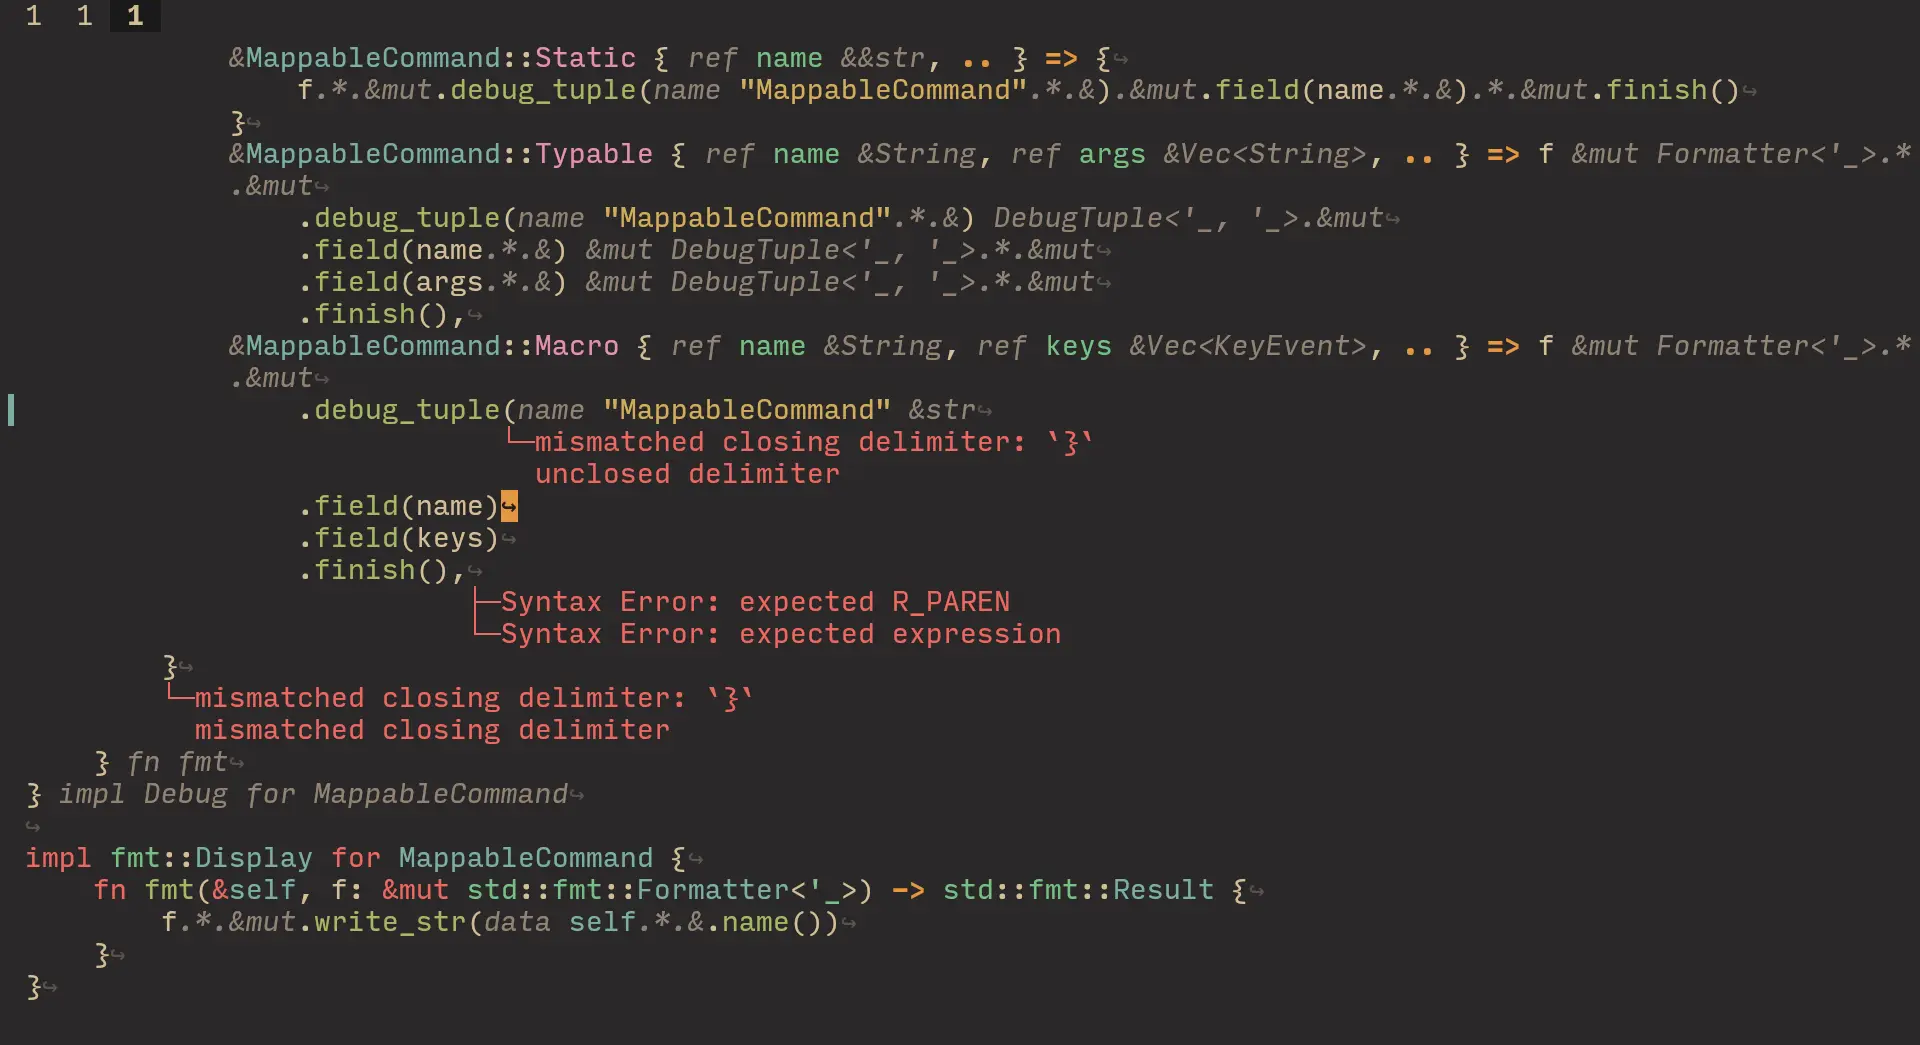 1 1 1
&MappableCommand::Static { ref name &&str, .. } => {↪
f.*.&mut.debug_tuple(name "MappableCommand".*.&).&mut.field(name.*.&).*.&mut.finish()↪
}↪
&MappableCommand::Typable { ref name &String, ref args &Vec<String>, .. } => f &mut Formatter<'_>.*
.&mut↪
.debug_tuple(name "MappableCommand".*.&) DebugTuple<'_, '_>.&mut↪
.field(name.*.&) &mut DebugTuple<'_, '_>.*.&mut↪
.field(args.*.&) &mut DebugTuple<'_, '_>.*.&mut↪
.finish(),↪
&MappableCommand::Macro { ref name &String, ref keys &Vec<KeyEvent>, .. } => f &mut Formatter<'_>.*
.&mut↪
.debug_tuple(name "MappableCommand" &str↪
└─mismatched closing delimiter: `}`
unclosed delimiter
.field(name)↪
.field(keys)↪
.finish(),↪
├─Syntax Error: expected R_PAREN
└─Syntax Error: expected expression
}↪
└─mismatched closing delimiter: `}`
mismatched closing delimiter
} fn fmt↪
} impl Debug for MappableCommand↪
↪
impl fmt::Display for MappableCommand {↪
fn fmt(&self, f: &mut std::fmt::Formatter<'_>) -> std::fmt::Result {↪
f.*.&mut.write_str(data self.*.&.name())↪
}↪
}↪